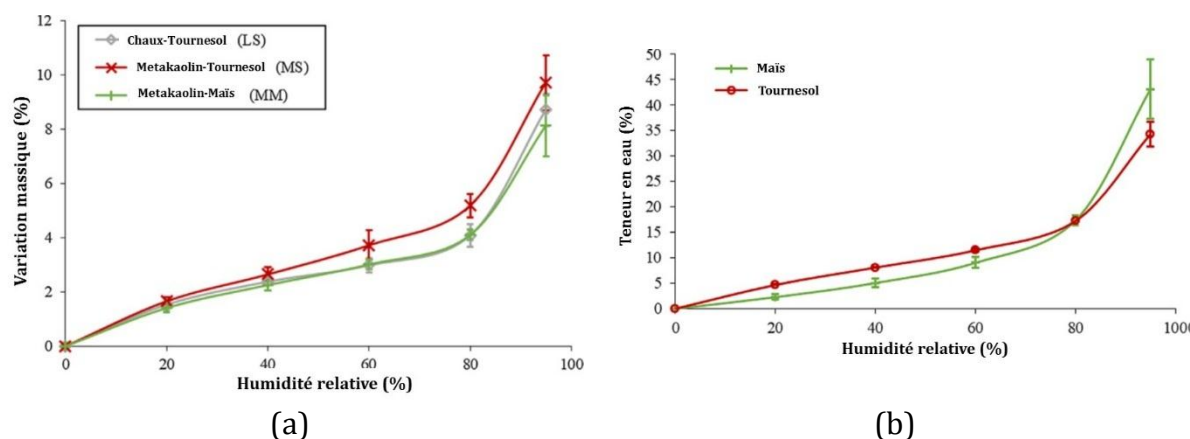 12
10
8
6
4
2
0
Variation massique (%)
Chaux-Tournesol (LS)
Metakaolin-Tournesol (MS)
Metakaolin-Maïs (MM)
0 20 40 60 80 100
Humidité relative (%)
(a)
50
45
40
35
30
25
20
15
10
5
0
Teneur en eau (%)
Maïs
Tournesol
0 20 40 60 80 1000
Humidité relative (%)
(b)